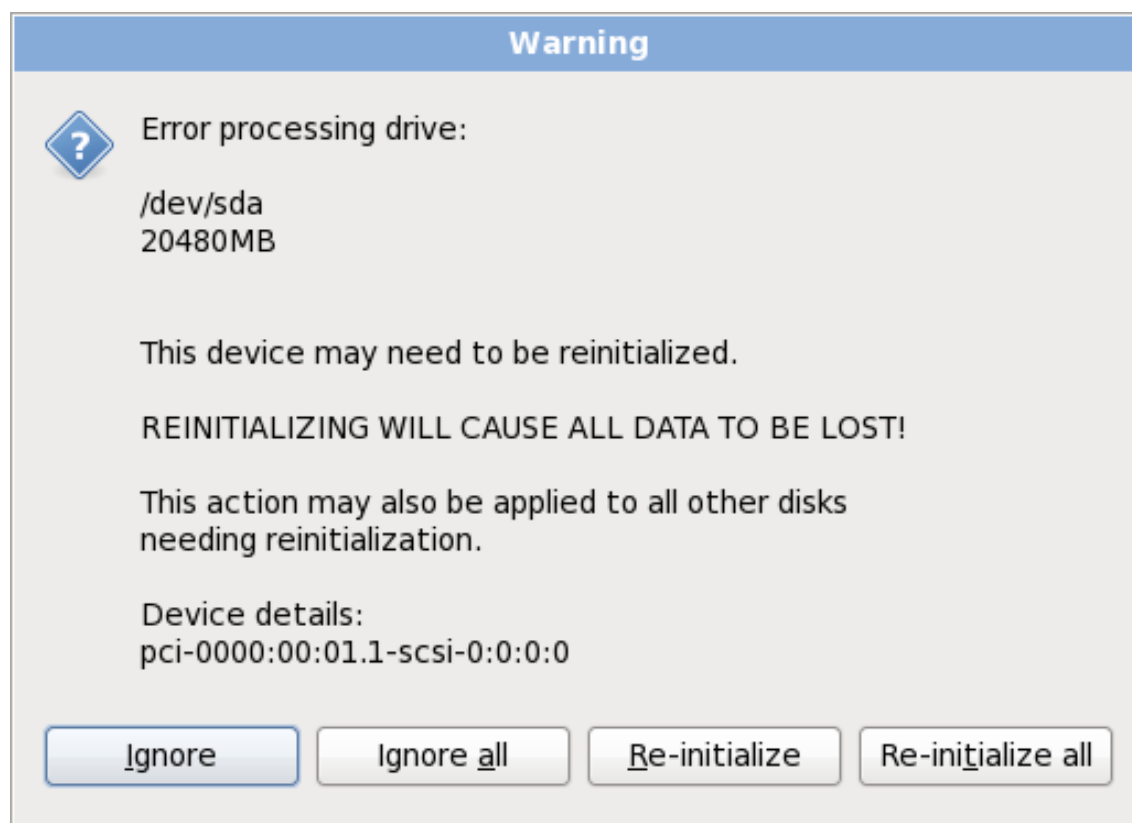 Warning
Error processing drive:
/dev/sda
20480MB
This device may need to be reinitialized.
REINITIALIZING WILL CAUSE ALL DATA TO BE LOST!
This action may also be applied to all other disks
needing reinitialization.
Device details:
pci-0000:00:01.1-scsi-0:0:0:0
Ignore
Ignore all
Re-initialize
Re-initialize all